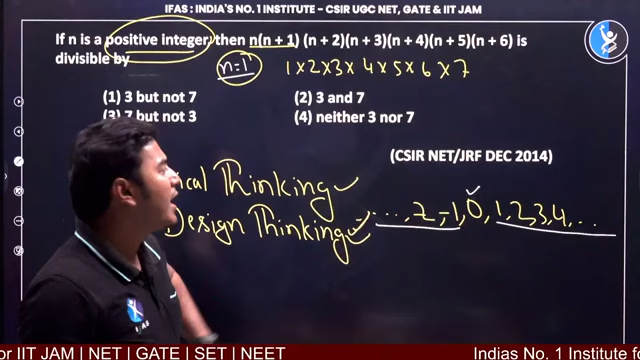 IFAS : INDIA'S NO. 1 INSTITUTE - CSIR UGC NET, GATE & IIT JAM
If n is a positive integer, then n(n + 1) (n + 2)(n + 3)(n + 4)(n + 5)(n + 6) is
divisible by
n=1
1×2×3×4×5×6×7
(1) 3 but not 7
(2) 3 and 7
(3) 7 but not 3
(4) neither 3 nor 7
(CSIR NET/JRF DEC 2014)
Thinking
Design Thinking
-1, 0, 1, 2, 3, 4, ...
or IIT JAM | NET | GATE | SET | NEET
Indias No. 1 Institute fo